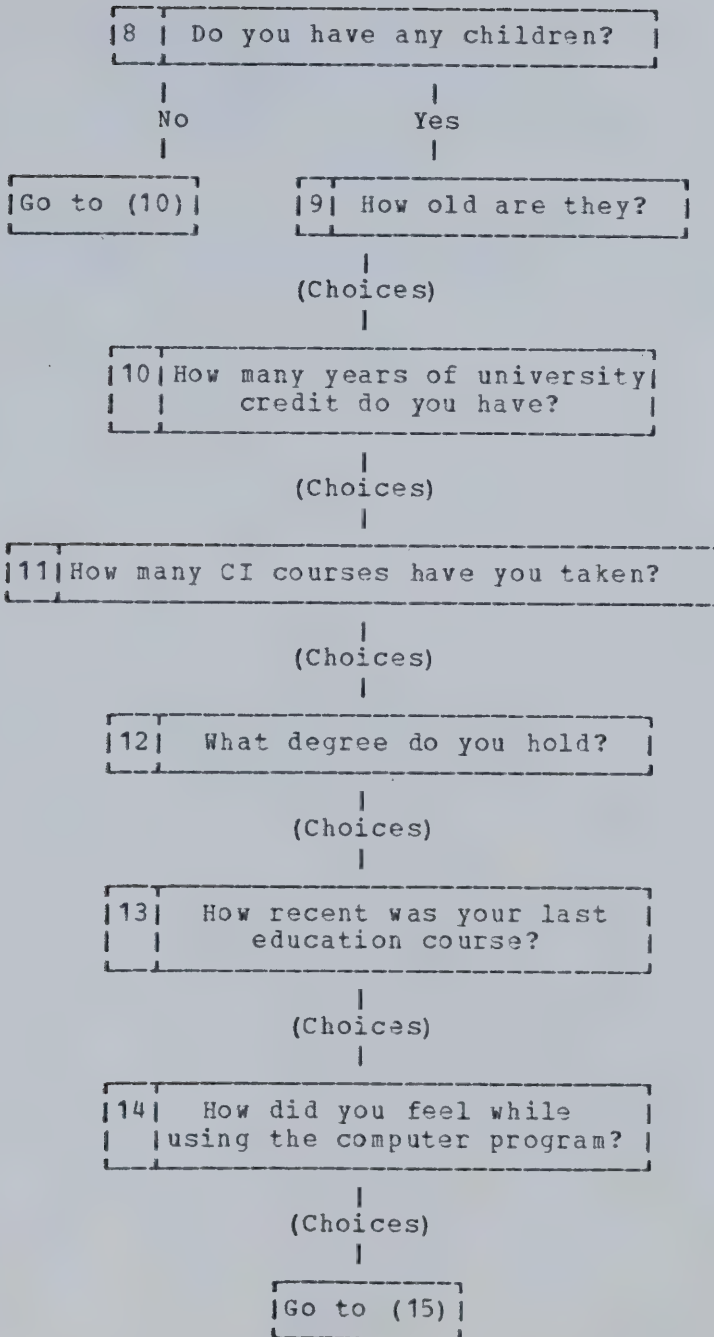 8 Do you have any children?
No Yes
Go to (10) 9 How old are they?
(Choices)
10 How many years of university
credit do you have?
(Choices)
11 How many CI courses have you taken?
(Choices)
12 What degree do you hold?
(Choices)
13 How recent was your last
education course?
(Choices)
14 How did you feel while
using the computer program?
(Choices)
Go to (15)